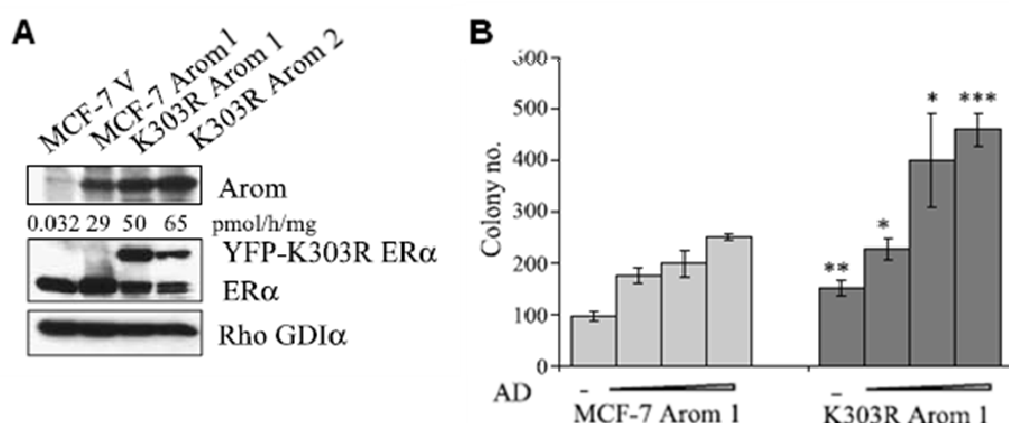 A
MCF-7 V
MCF-7 Arom1
K303R Arom 1
K303R Arom 2
Arom
0.032 29 50 65 pmol/h/mg
YFP-K303R ERα
ERα
Rho GDIα
B
Colony no.
500
400
300
200
100
0
** * * ***
AD - -
MCF-7 Arom 1 K303R Arom 1